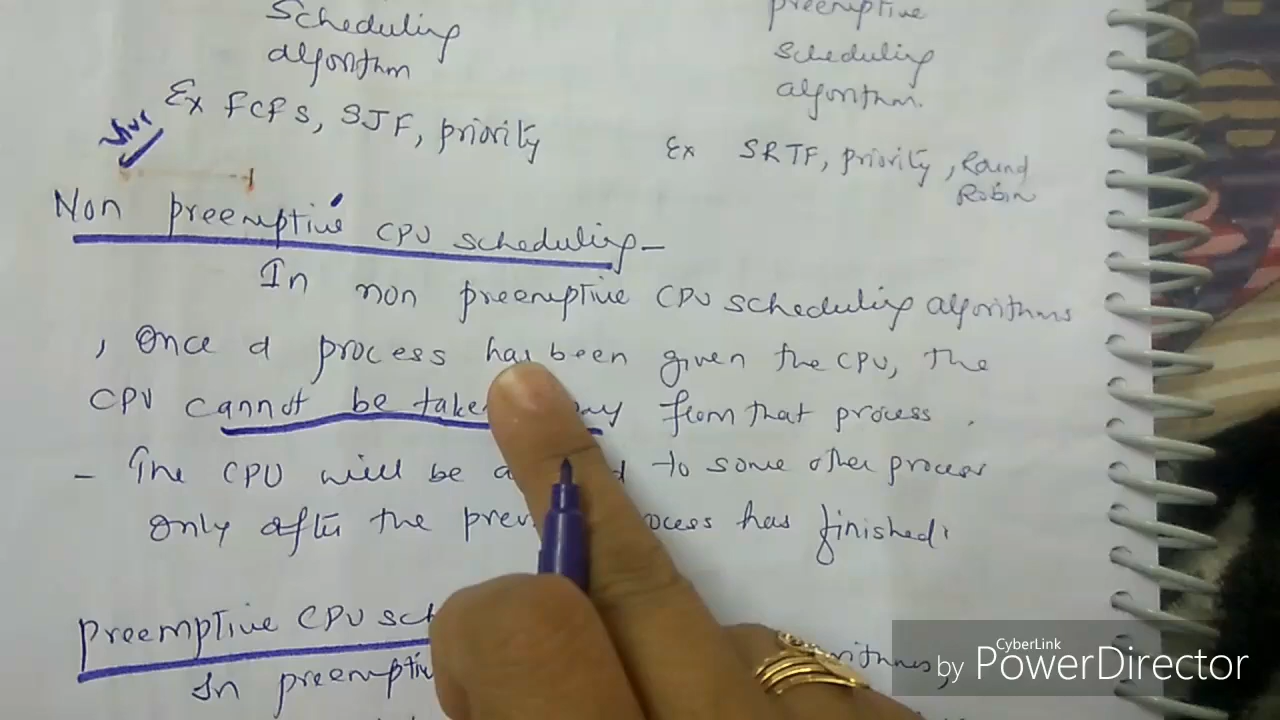 Scheduling
algorithm
Ex FCFS, SJF, priority
preemptive
scheduling
algorithm.
Ex SRTF, priority, Round
Robin
Non preemptive CPU scheduling-
In non preemptive CPU scheduling algorithms
, Once a process has been given the CPU, the
CPU cannot be from that process.
- The CPU will be to some other process
only after the has finished.
Preemptive CPU
In
CyberLink
by PowerDirector